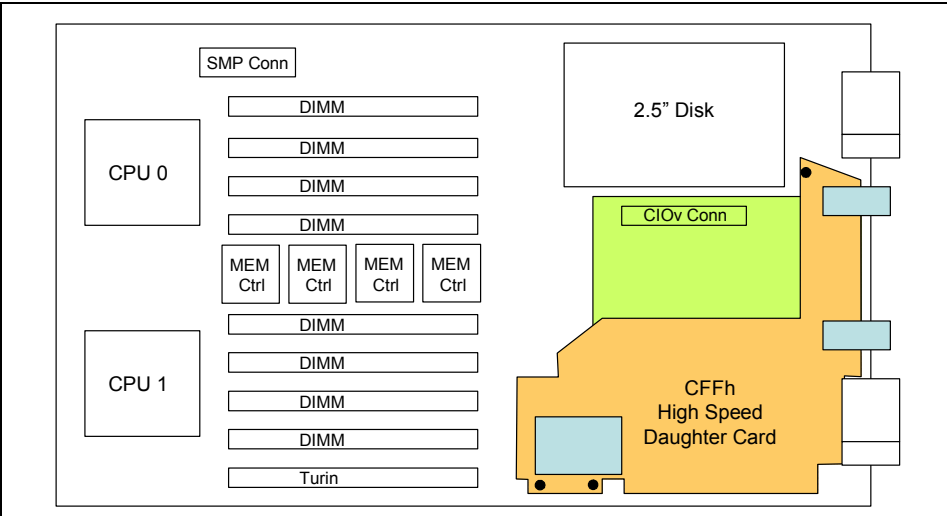 SMP Conn
DIMM
DIMM
DIMM
DIMM
CPU 0
MEM
Ctrl
MEM
Ctrl
MEM
Ctrl
MEM
Ctrl
DIMM
DIMM
DIMM
DIMM
Turin
CPU 1
2.5” Disk
CIOv Conn
CFFh
High Speed
Daughter Card